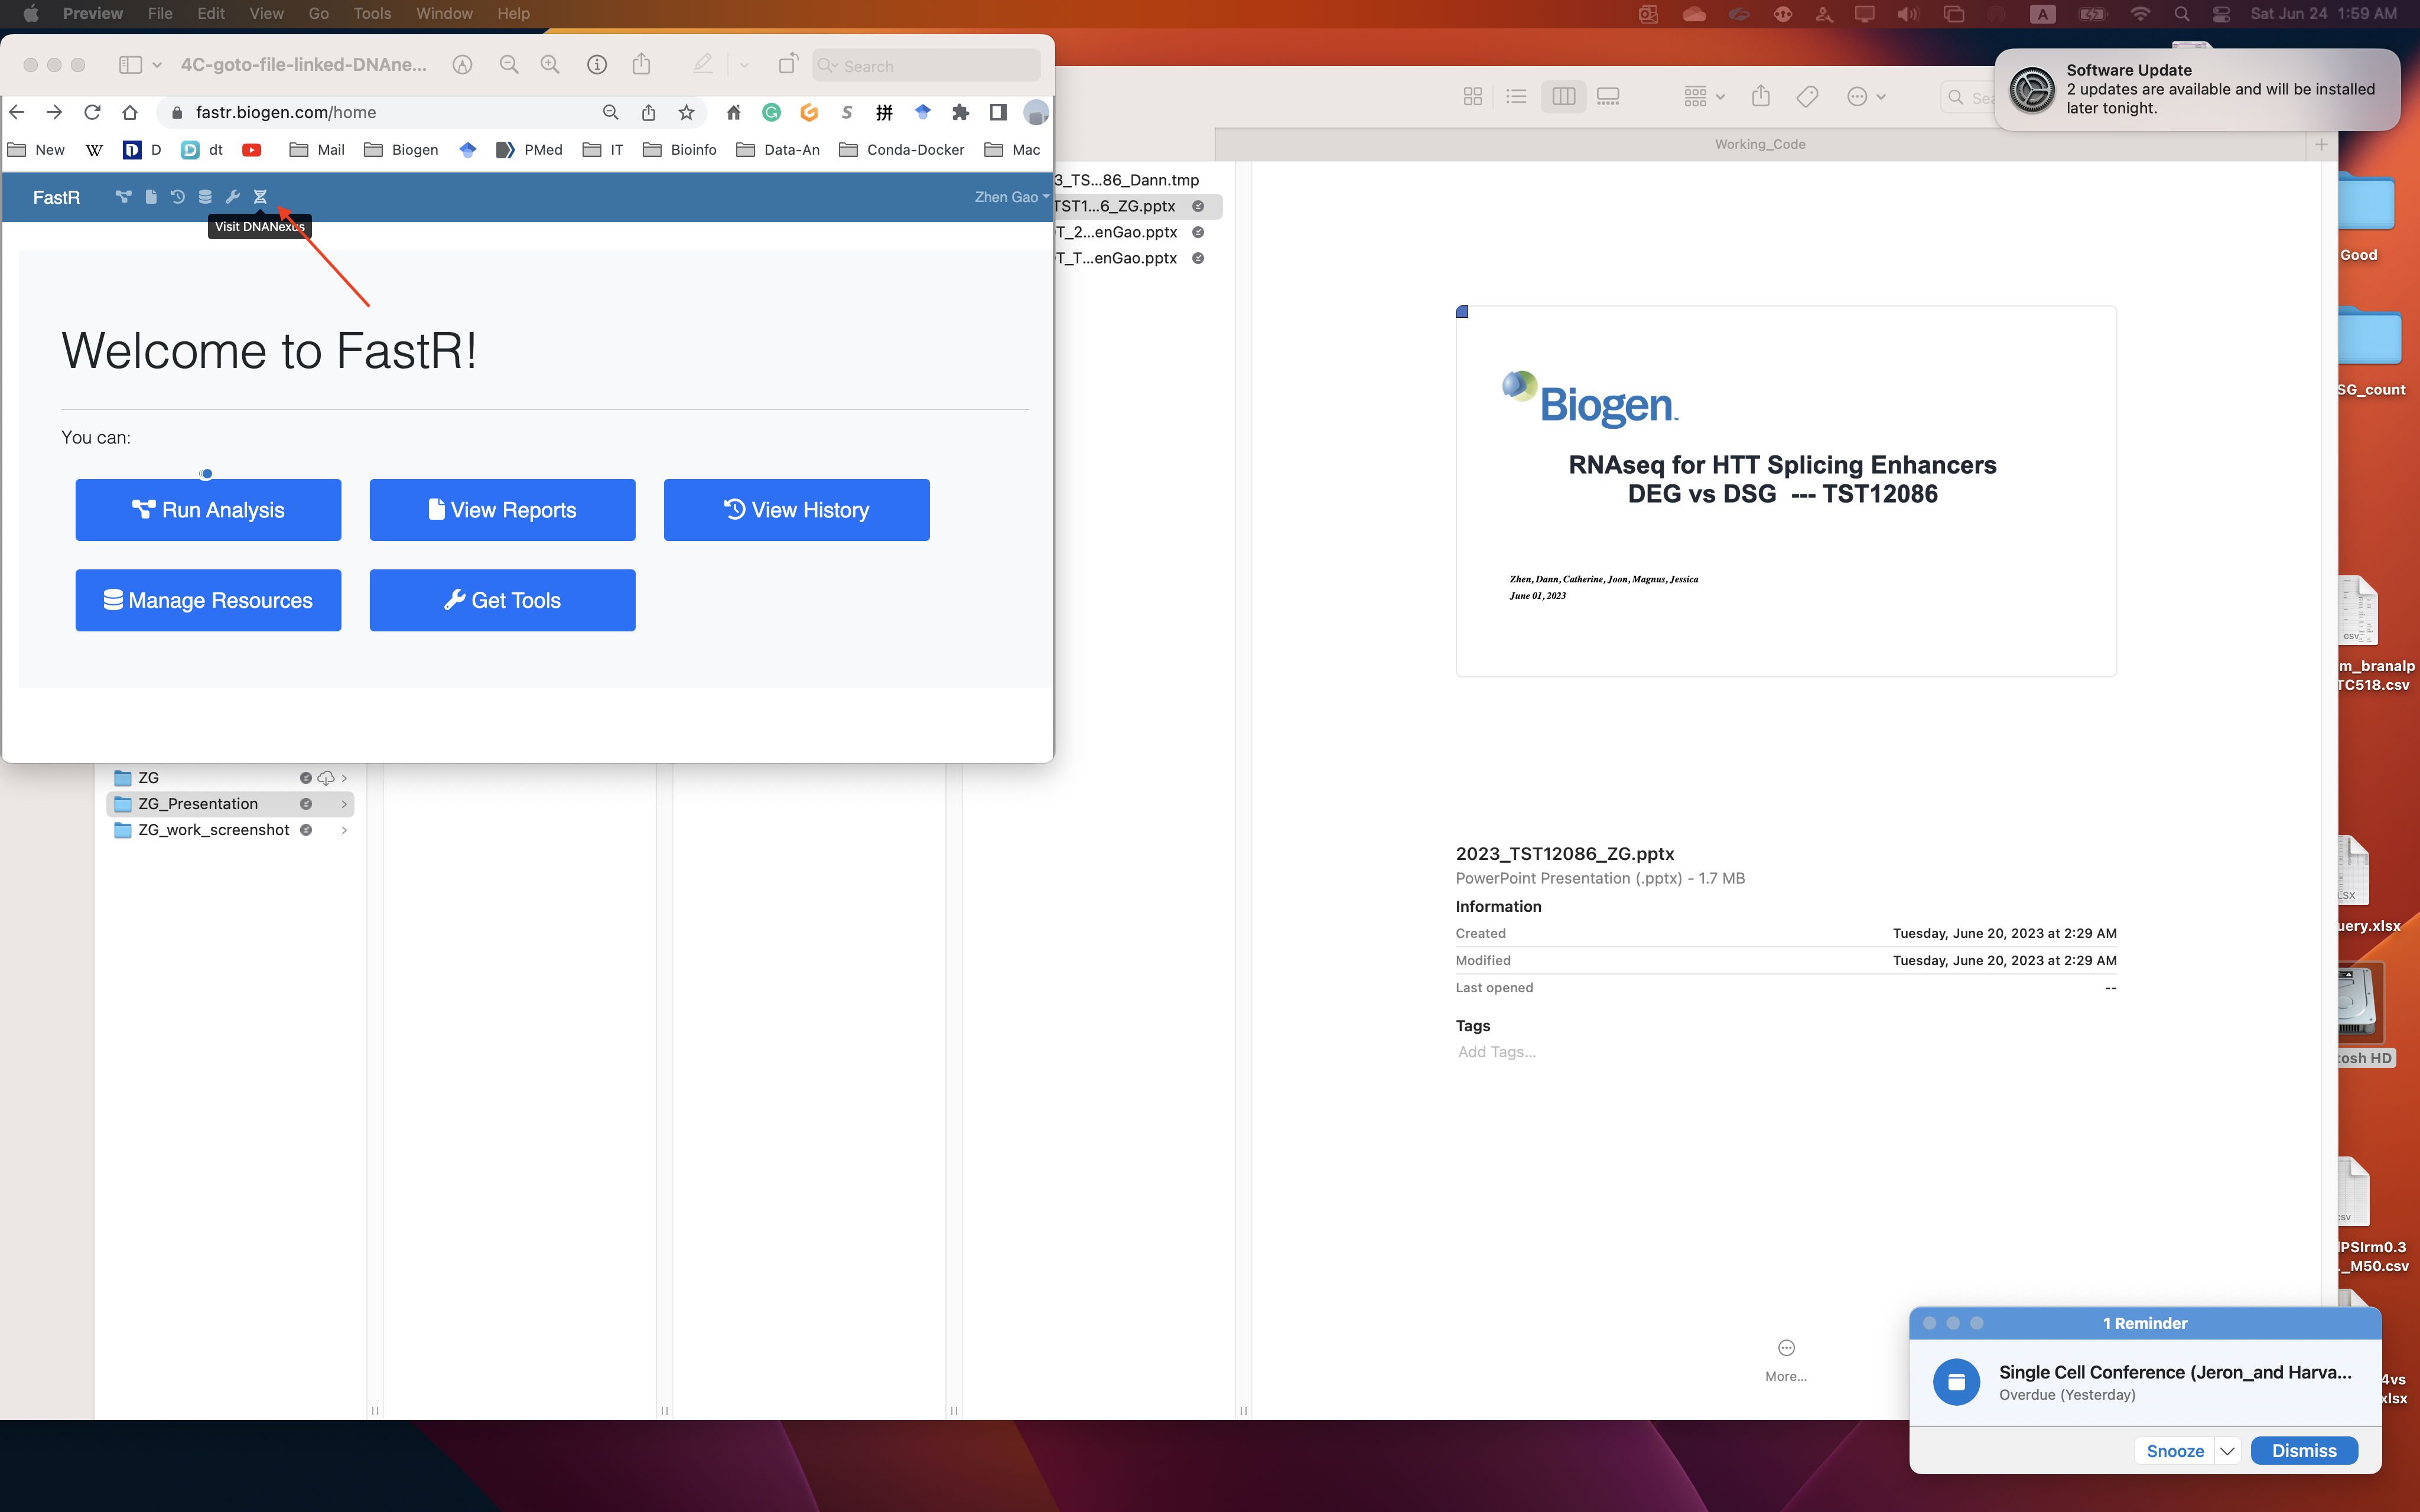 Preview File Edit View Go Tools Window Help
A Sat Jun 24 1:59 AM
4C-goto-file-linked-DNAne...
Search
Software Update
2 updates are available and will be installed
later tonight.
fastr.biogen.com/home
New W D dt Mail Biogen PMed IT Bioinfo Data-An Conda-Docker Mac
Working_Code
FastR
Zhen Gao
Visit DNANexus
Welcome to FastR!
You can:
Run Analysis
View Reports
View History
Manage Resources
Get Tools
3_TS...86_Dann.tmp
TST1...6_ZG.pptx
T_2...enGao.pptx
T_T...enGao.pptx
Biogen
RNAseq for HTT Splicing Enhancers
DEG vs DSG --- TST12086
Zhen, Dann, Catherine, Joon, Magnus, Jessica
June 01, 2023
ZG
ZG_Presentation
ZG_work_screenshot
2023_TST12086_ZG.pptx
PowerPoint Presentation (.pptx) - 1.7 MB
Information
Created Tuesday, June 20, 2023 at 2:29 AM
Modified Tuesday, June 20, 2023 at 2:29 AM
Last opened --
Tags
Add Tags...
More...
Good
SG_count
csv
m_branalp
TC518.csv
LSX
uery.xlsx
tosh HD
csv
PSIrm0.3
_M50.csv
4vs
xlsx
1 Reminder
Single Cell Conference (Jeron_and Harva...
Overdue (Yesterday)
Snooze
Dismiss